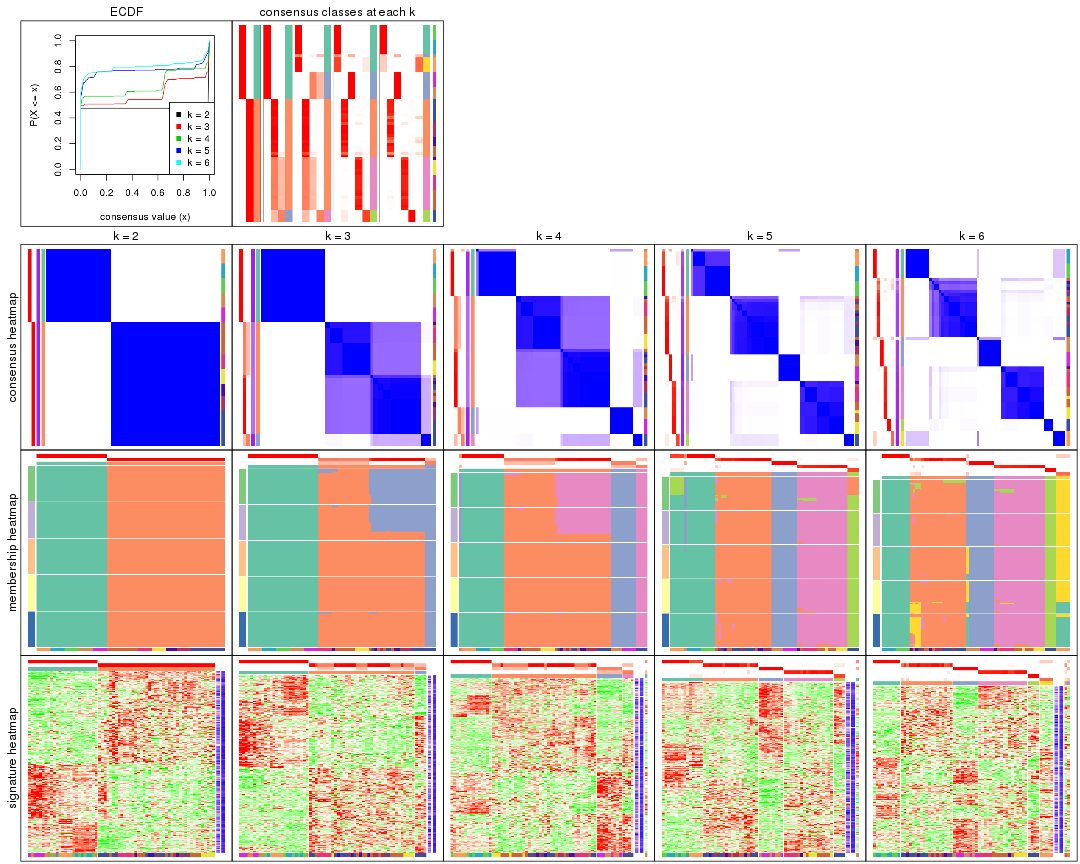 ECDF
consensus classes at each k
P(X <= x)
1.0
0.8
0.6
0.4
0.2
0.0
k = 2
k = 3
k = 4
k = 5
k = 6
0.0 0.2 0.4 0.6 0.8 1.0
consensus value (x)
k = 2
k = 3
k = 4
k = 5
k = 6
consensus heatmap
membership heatmap
signature heatmap